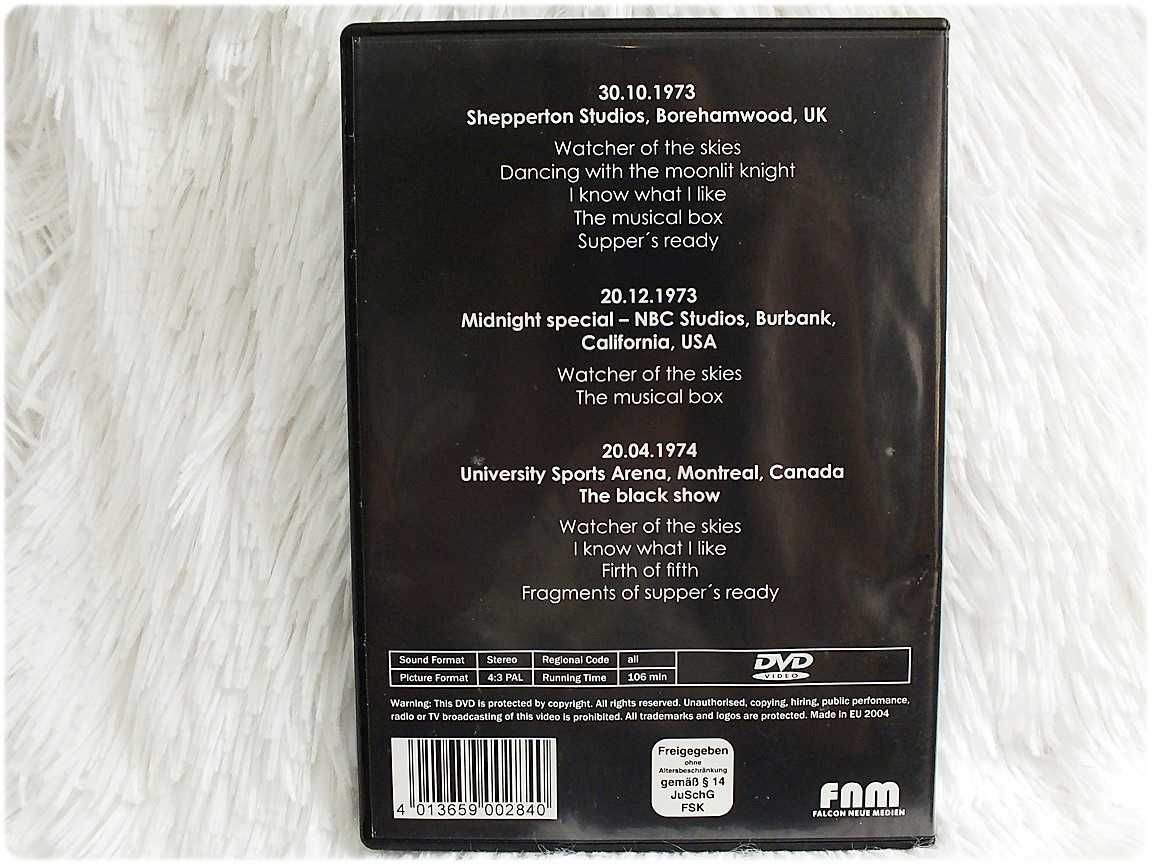 30.10.1973
Shepperton Studios, Borehamwood, UK
Watcher of the skies
Dancing with the moonlit knight
I know what I like
The musical box
Supper´s ready
20.12.1973
Midnight special – NBC Studios, Burbank,
California, USA
Watcher of the skies
The musical box
20.04.1974
University Sports Arena, Montreal, Canada
The black show
Watcher of the skies
I know what I like
Firth of fifth
Fragments of supper´s ready
Sound Format Stereo Regional Code all
Picture Format 4:3 PAL Running Time 106 min
DVD
VIDEO
Warning: This DVD is protected by copyright. All rights reserved. Unauthorised, copying, hiring, public perfomance,
radio or TV broadcasting of this video is prohibited. All trademarks and logos are protected. Made in EU 2004
4 013659 002840
Freigegeben
ohne
Altersbeschränkung
gemäß § 14
JuSchG
FSK
FNM
FALCON NEUE MEDIEN